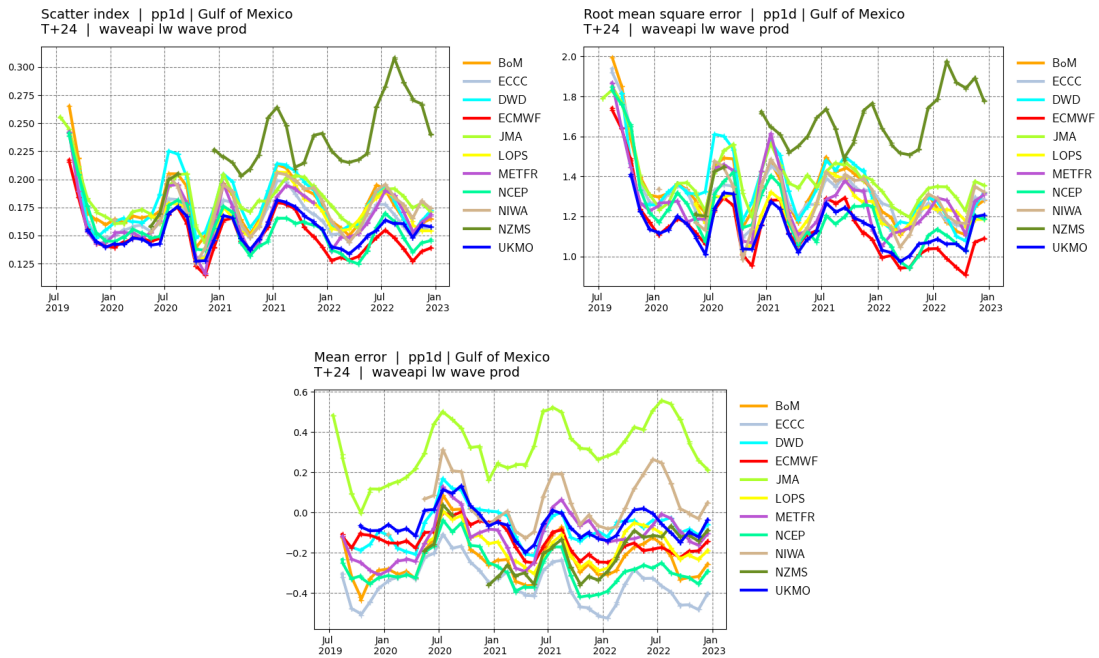 Scatter index | pp1d | Gulf of Mexico
T+24 | waveapi lw wave prod
0.300
0.275
0.250
0.225
0.200
0.175
0.150
0.125
Jul 2019
Jan 2020
Jul 2020
Jan 2021
Jul 2021
Jan 2022
Jul 2022
Jan 2023
BoM
ECCC
DWD
ECMWF
JMA
LOPS
METFR
NCEP
NIWA
NZMS
UKMO
Root mean square error | pp1d | Gulf of Mexico
T+24 | waveapi lw wave prod
2.0
1.8
1.6
1.4
1.2
1.0
Jul 2019
Jan 2020
Jul 2020
Jan 2021
Jul 2021
Jan 2022
Jul 2022
Jan 2023
BoM
ECCC
DWD
ECMWF
JMA
LOPS
METFR
NCEP
NIWA
NZMS
UKMO
Mean error | pp1d | Gulf of Mexico
T+24 | waveapi lw wave prod
0.6
0.4
0.2
0.0
−0.2
−0.4
Jul 2019
Jan 2020
Jul 2020
Jan 2021
Jul 2021
Jan 2022
Jul 2022
Jan 2023
BoM
ECCC
DWD
ECMWF
JMA
LOPS
METFR
NCEP
NIWA
NZMS
UKMO